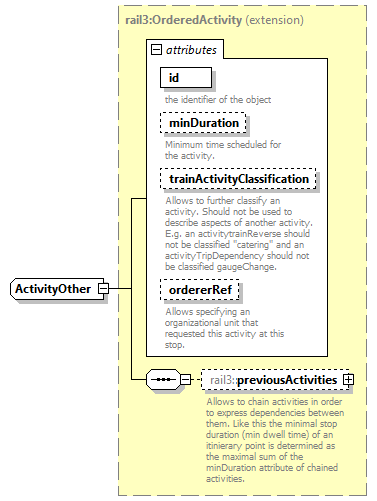 rail3:OrderedActivity (extension)
attributes
id
the identifier of the object
minDuration
Minimum time scheduled for
the activity.
trainActivityClassification
Allows to further classify an
activity. Should not be used to
describe aspects of another activity.
E.g. an activitytrainReverse should
not be classified "catering" and an
activityTripDependency should not
be classified gaugeChange.
ordererRef
Allows specifying an
organizational unit that
requested this activity at this
stop.
ActivityOther
rail3::previousActivities
Allows to chain activities in order
to express dependencies between
them. Like this the minimal stop
duration (min dwell time) of an
itinierary point is determined as
the maximal sum of the
minDuration attribute of chained
activities.